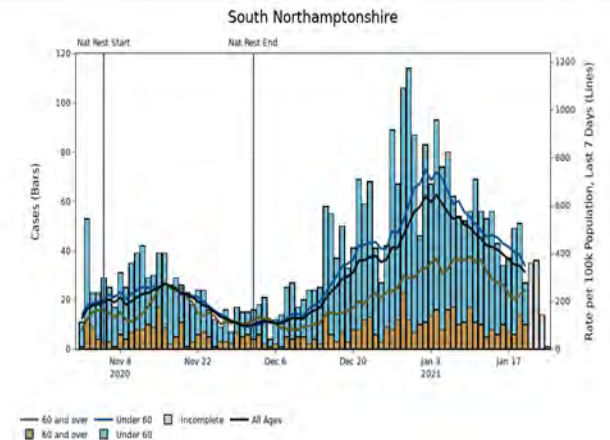 South Northamptonshire
Nat Rest Start
Nat Rest End
120
100
80
60
40
20
0
Cases (Bars)
1200
1000
800
600
400
200
0
Rate per 100k Population, Last 7 Days (Lines)
Nov 8
2020
Nov 22
Dec 6
Dec 20
Jan 3
2021
Jan 17
60 and over
Under 60
Incomplete
All Ages
60 and over
Under 60